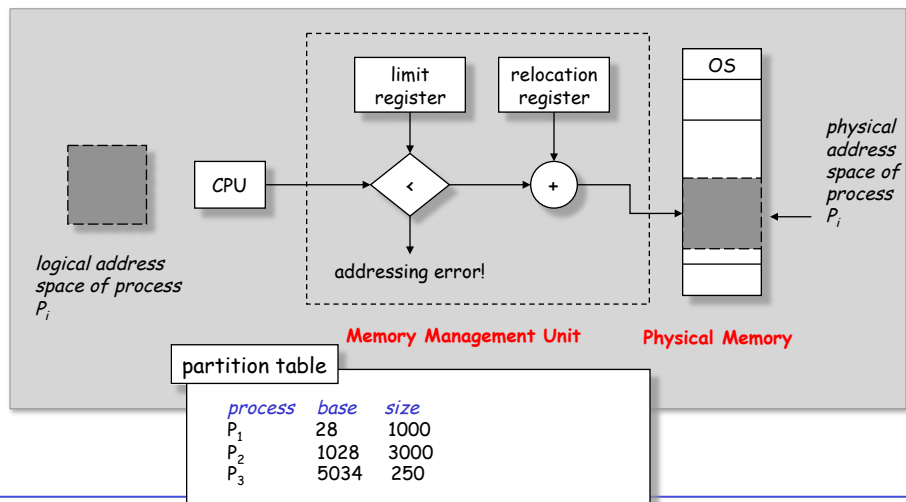 limit
register
relocation
register
OS
CPU
<
+
physical
address
space of
process
Pᵢ
logical address
space of process
Pᵢ
addressing error!
Memory Management Unit
Physical Memory
partition table
process base size
P₁ 28 1000
P₂ 1028 3000
P₃ 5034 250